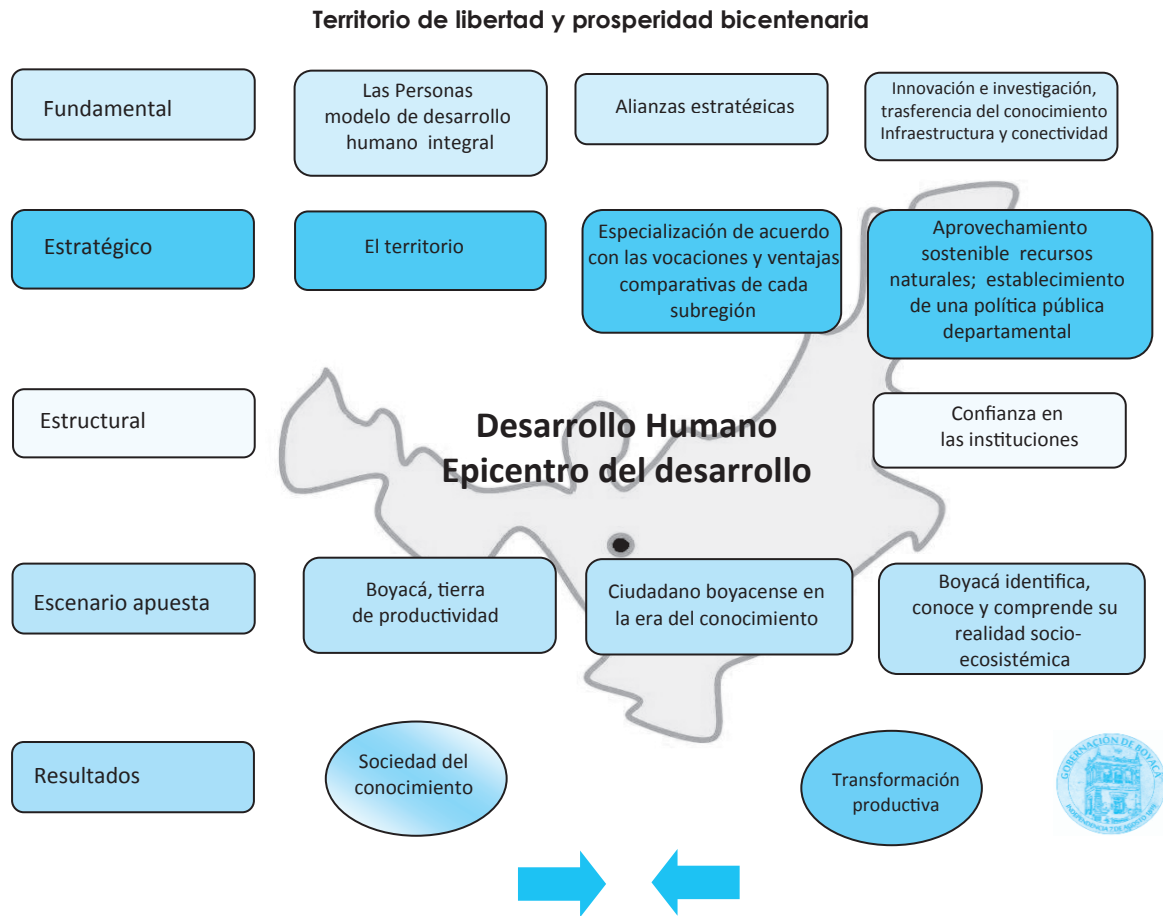 Territorio de libertad y prosperidad bicentenaria
Fundamental
Las Personas
modelo de desarrollo
humano integral
Alianzas estratégicas
Innovación e investigación,
trasferencia del conocimiento
Infraestructura y conectividad
Estratégico
El territorio
Especialización de acuerdo
con las vocaciones y ventajas
comparativas de cada
subregión
Aprovechamiento
sostenible recursos
naturales; establecimiento
de una política pública
departamental
Estructural
Desarrollo Humano
Epicentro del desarrollo
Confianza en
las instituciones
Escenario apuesta
Boyacá, tierra
de productividad
Ciudadano boyacense en
la era del conocimiento
Boyacá identifica,
conoce y comprende su
realidad socio-
ecosistémica
Resultados
Sociedad del
conocimiento
Transformación
productiva
GOBERNACIÓN DE BOYACÁ
INDEPENDENCIA 7 DE AGOSTO